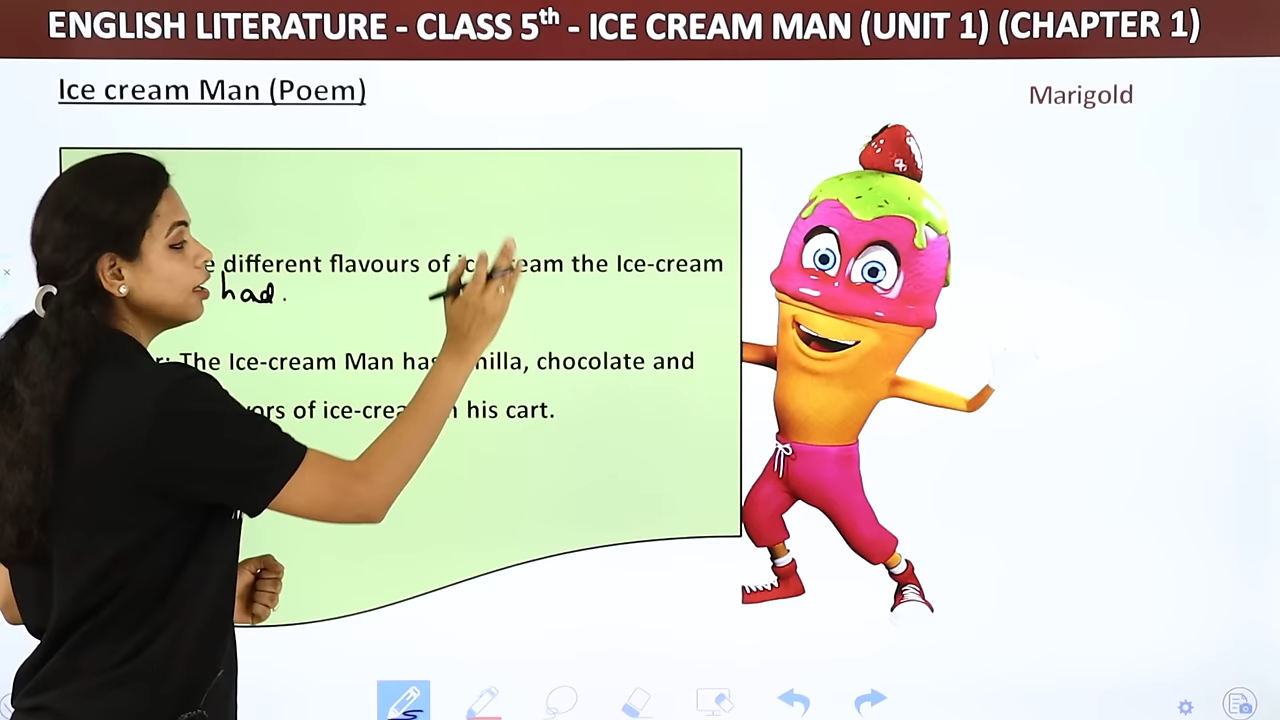 ENGLISH LITERATURE - CLASS 5th - ICE CREAM MAN (UNIT 1) (CHAPTER 1)
Ice cream Man (Poem)
Marigold
different flavours of the Ice-cream
had.
The Ice-cream Man chocolate and
of his cart.